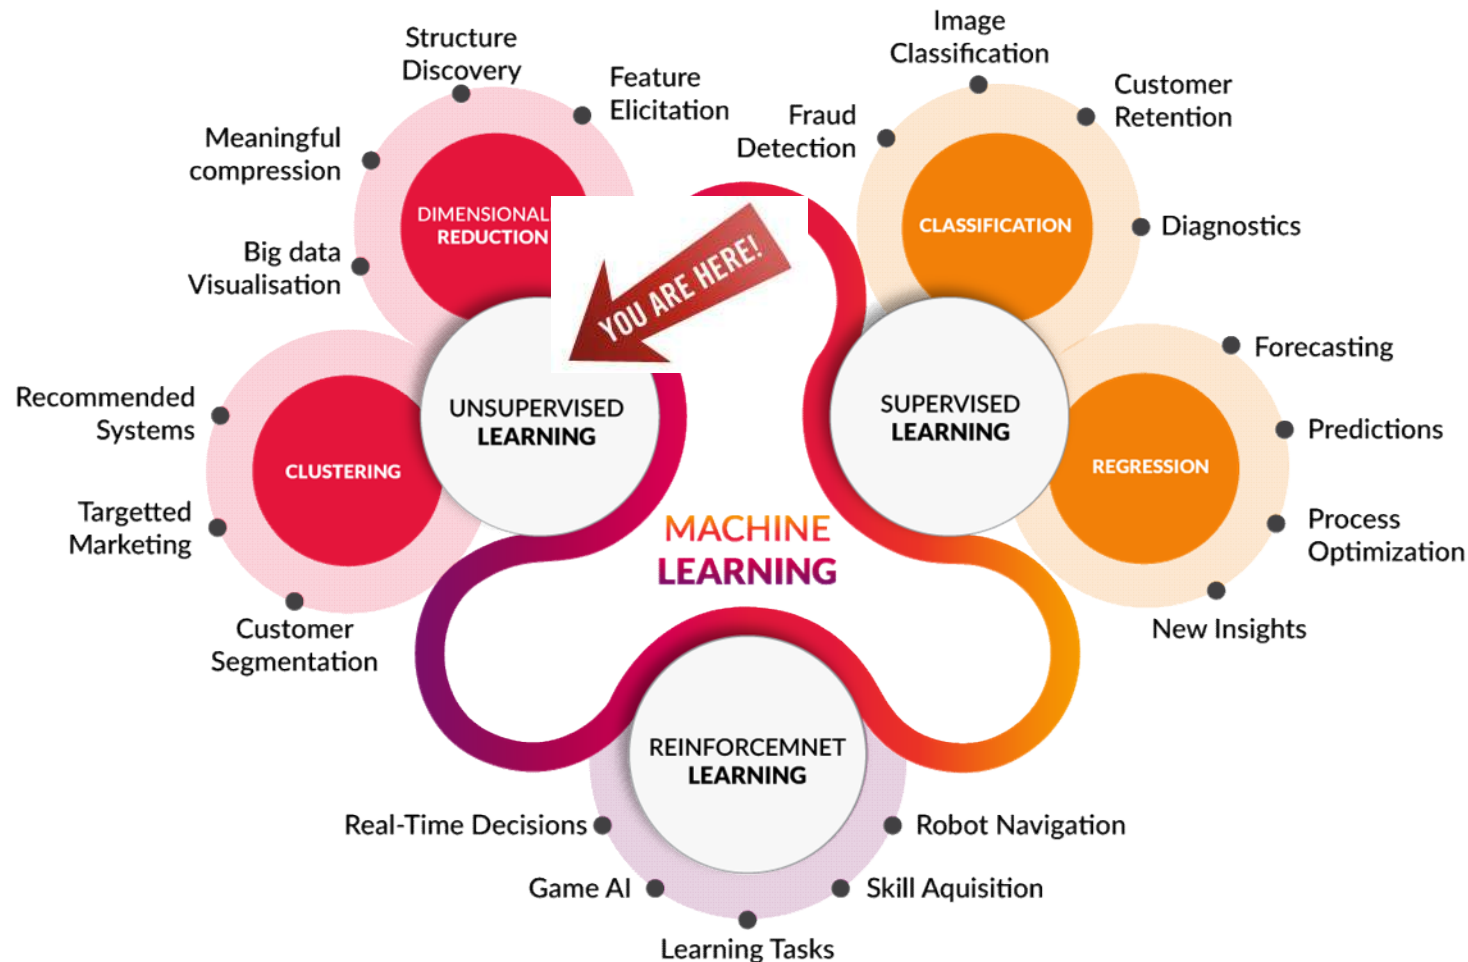 Structure
Discovery
Feature
Elicitation
Meaningful
compression
Big data
Visualisation
DIMENSIONAL
REDUCTION
YOU ARE HERE!
UNSUPERVISED
LEARNING
Recommended
Systems
CLUSTERING
Targetted
Marketing
Customer
Segmentation
Image
Classification
Customer
Retention
Fraud
Detection
CLASSIFICATION
Diagnostics
SUPERVISED
LEARNING
Forecasting
Predictions
REGRESSION
Process
Optimization
New Insights
MACHINE
LEARNING
REINFORCEMNET
LEARNING
Real-Time Decisions
Robot Navigation
Game AI
Skill Aquisition
Learning Tasks